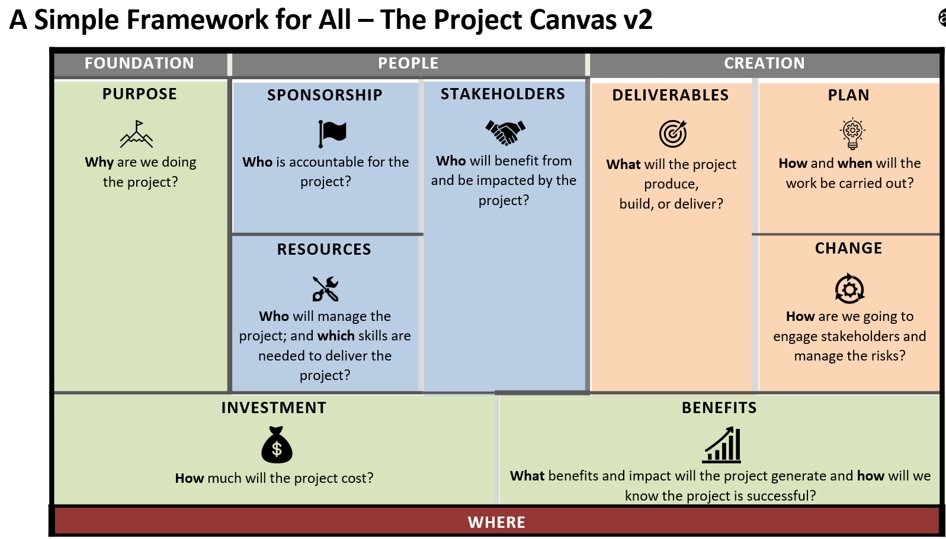 A Simple Framework for All – The Project Canvas v2
FOUNDATION
PEOPLE
CREATION
PURPOSE
Why are we doing
the project?
SPONSORSHIP
Who is accountable for the
project?
STAKEHOLDERS
Who will benefit from
and be impacted by the
project?
DELIVERABLES
What will the project
produce,
build, or deliver?
PLAN
How and when will the
work be carried out?
RESOURCES
Who will manage the
project; and which skills are
needed to deliver the
project?
CHANGE
How are we going to
engage stakeholders and
manage the risks?
INVESTMENT
$
How much will the project cost?
BENEFITS
What benefits and impact will the project generate and how will we
know the project is successful?
WHERE